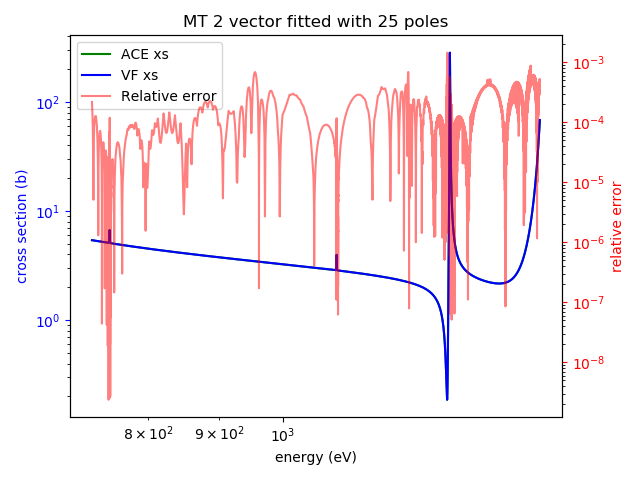 MT 2 vector fitted with 25 poles
ACE xs
VF xs
Relative error
cross section (b)
10²
10¹
10⁰
10⁻³
10⁻⁴
10⁻⁵
10⁻⁶
10⁻⁷
10⁻⁸
relative error
8 × 10² 9 × 10² 10³
energy (eV)